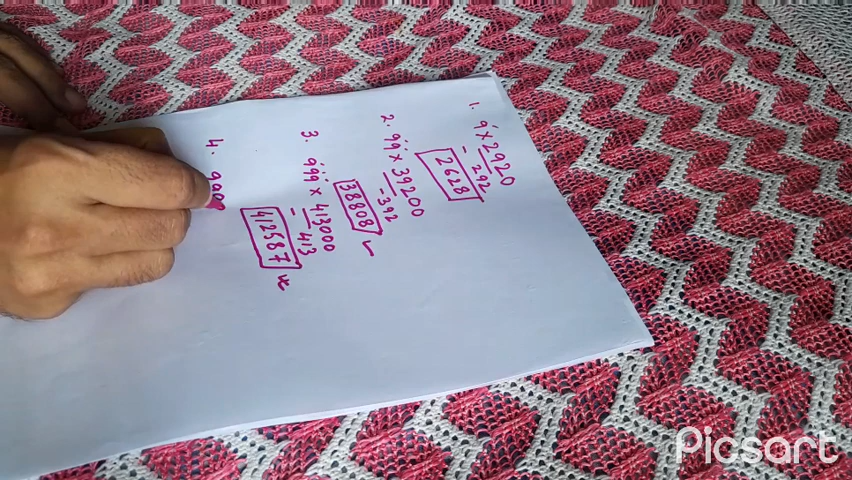 1. 9 × 2920
- 292
2628
2. 99 × 39200
- 392
38808
3. 999 × 413000
- 413
412587
4. 999
Picsart